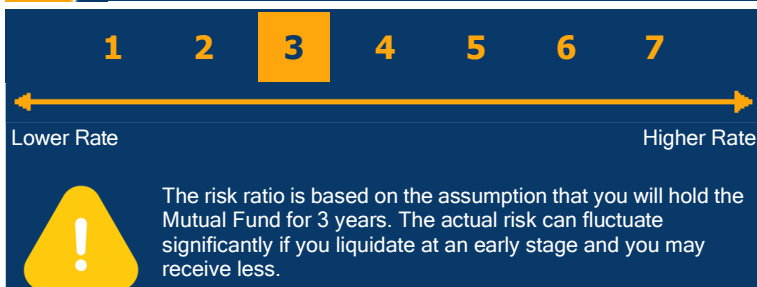 1 2 3 4 5 6 7
Lower Rate Higher Rate
The risk ratio is based on the assumption that you will hold the
Mutual Fund for 3 years. The actual risk can fluctuate
significantly if you liquidate at an early stage and you may
receive less.